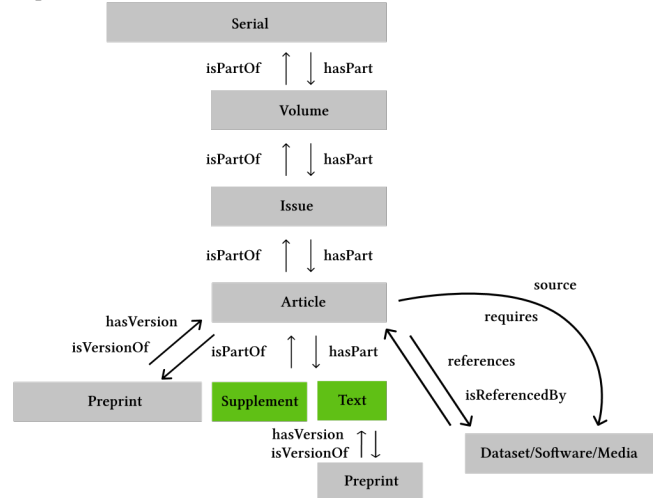 Serial
isPartOf hasPart
Volume
isPartOf hasPart
Issue
isPartOf hasPart
source
Article
requires
hasVersion
isVersionOf
isPartOf hasPart
references
isReferencedBy
Preprint Supplement Text
hasVersion
isVersionOf
Dataset/Software/Media
Preprint